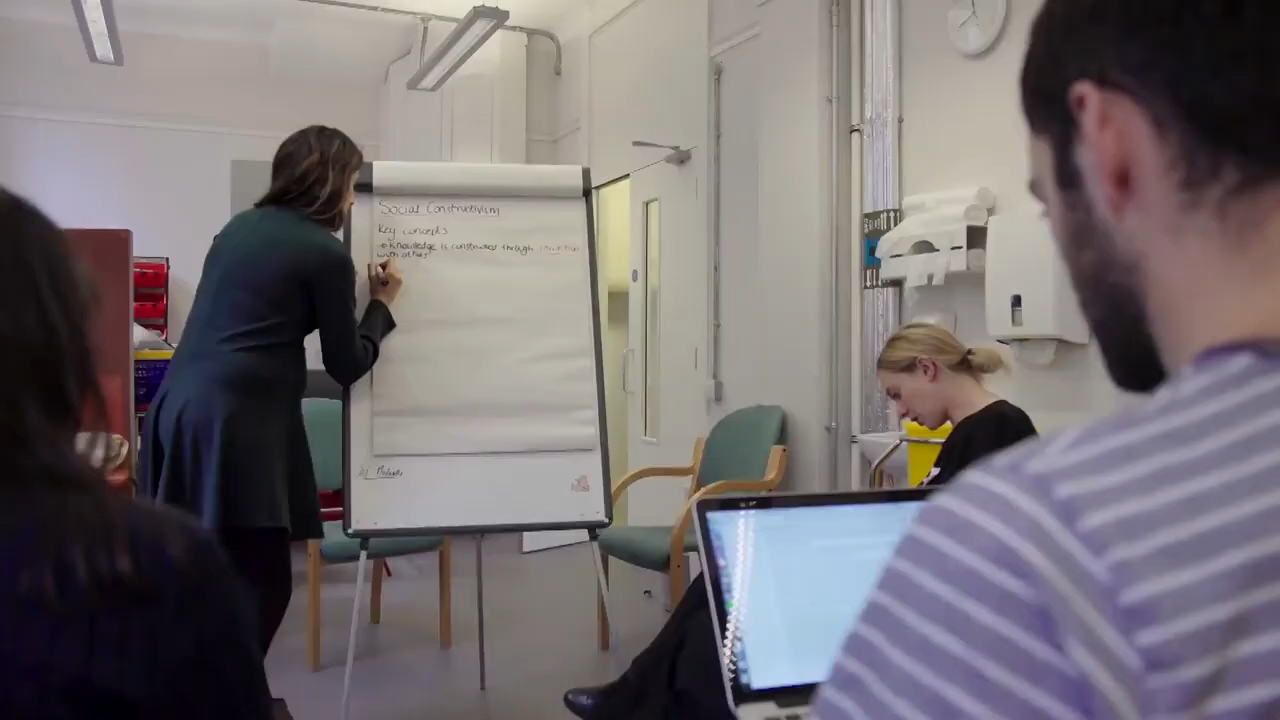 Social Constructivism
Key concepts
→ Knowledge is constructed through interaction
with others